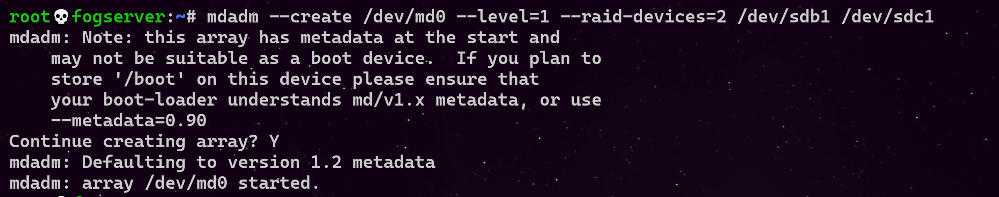 root💀fogserver:~# mdadm --create /dev/md0 --level=1 --raid-devices=2 /dev/sdb1 /dev/sdc1
mdadm: Note: this array has metadata at the start and
    may not be suitable as a boot device.  If you plan to
    store '/boot' on this device please ensure that
    your boot-loader understands md/v1.x metadata, or use
    --metadata=0.90
Continue creating array? Y
mdadm: Defaulting to version 1.2 metadata
mdadm: array /dev/md0 started.